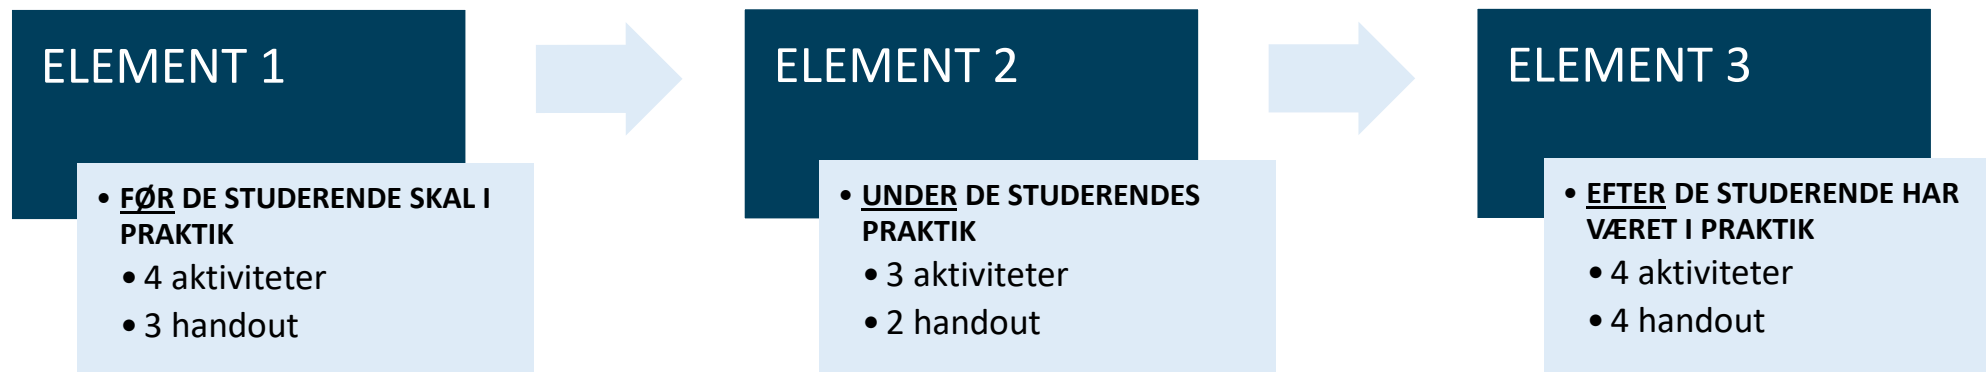 ELEMENT 1
• FØR DE STUDERENDE SKAL I
PRAKTIK
• 4 aktiviteter
• 3 handout
ELEMENT 2
• UNDER DE STUDERENDES
PRAKTIK
• 3 aktiviteter
• 2 handout
ELEMENT 3
• EFTER DE STUDERENDE HAR
VÆRET I PRAKTIK
• 4 aktiviteter
• 4 handout